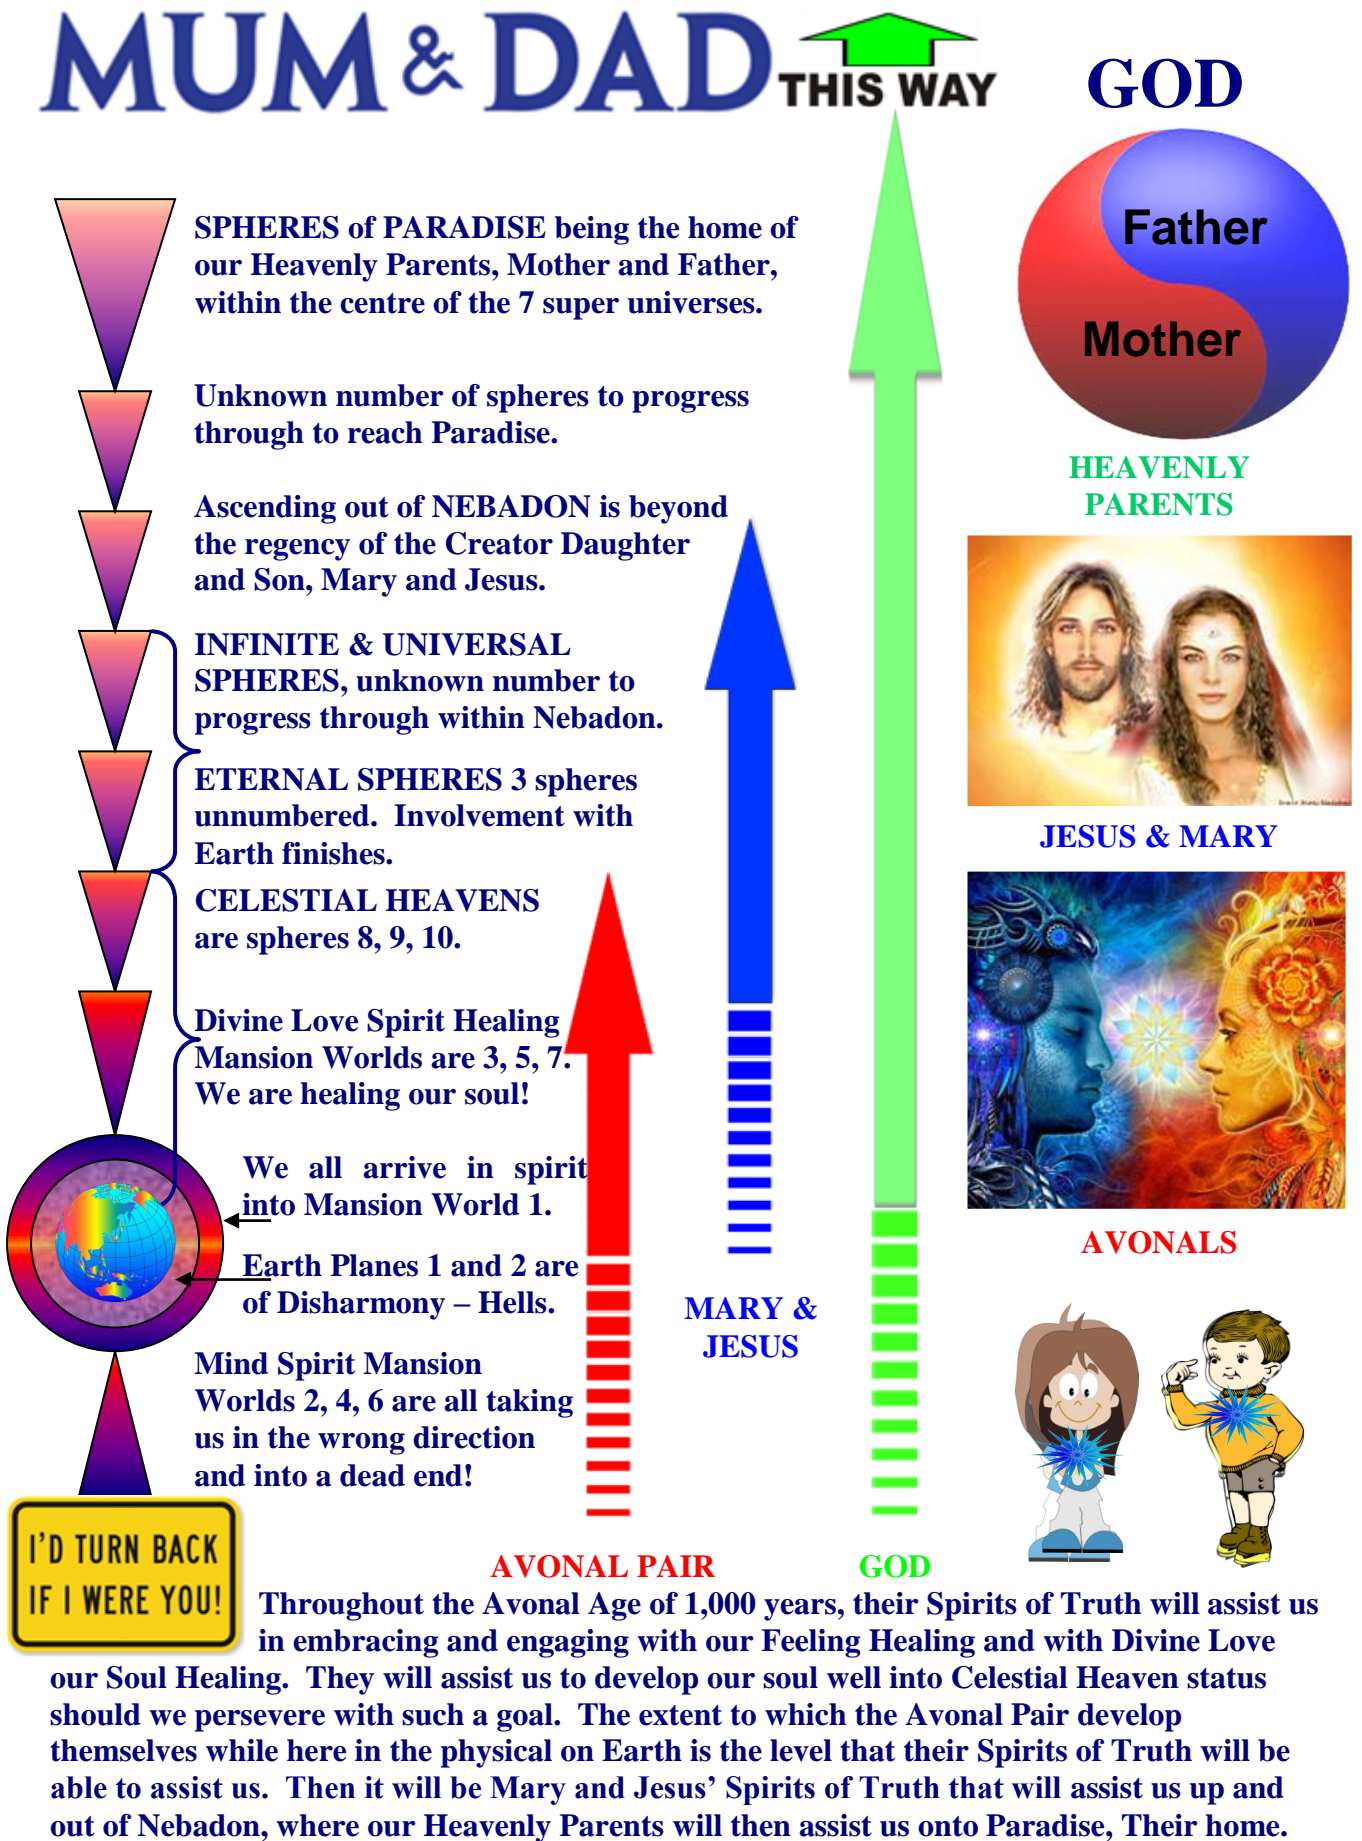 MUM & DAD THIS WAY
GOD
Father
Mother
HEAVENLY
PARENTS
SPHERES of PARADISE being the home of
our Heavenly Parents, Mother and Father,
within the centre of the 7 super universes.
Unknown number of spheres to progress
through to reach Paradise.
Ascending out of NEBADON is beyond
the regency of the Creator Daughter
and Son, Mary and Jesus.
INFINITE & UNIVERSAL
SPHERES, unknown number to
progress through within Nebadon.
ETERNAL SPHERES 3 spheres
unnumbered.  Involvement with
Earth finishes.
JESUS & MARY
CELESTIAL HEAVENS
are spheres 8, 9, 10.
Divine Love Spirit Healing
Mansion Worlds are 3, 5, 7.
We are healing our soul!
We all arrive in spirit
into Mansion World 1.
AVONALS
Earth Planes 1 and 2 are
of Disharmony – Hells.
MARY &
JESUS
Mind Spirit Mansion
Worlds 2, 4, 6 are all taking
us in the wrong direction
and into a dead end!
I'D TURN BACK
IF I WERE YOU!
AVONAL PAIR
GOD
Throughout the Avonal Age of 1,000 years, their Spirits of Truth will assist us
in embracing and engaging with our Feeling Healing and with Divine Love
our Soul Healing.  They will assist us to develop our soul well into Celestial Heaven status
should we persevere with such a goal.  The extent to which the Avonal Pair develop
themselves while here in the physical on Earth is the level that their Spirits of Truth will be
able to assist us.  Then it will be Mary and Jesus' Spirits of Truth that will assist us up and
out of Nebadon, where our Heavenly Parents will then assist us onto Paradise, Their home.